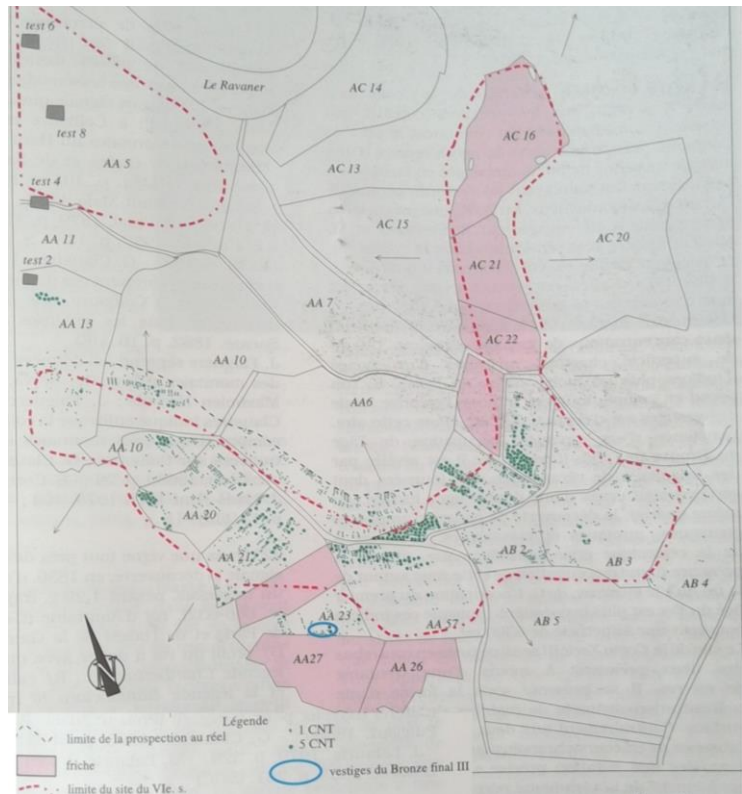 test 6
Le Ravaner
AC 14
AC 16
test 8
AA 5
AC 13
test 4
AC 15
AC 20
AA 11
AC 21
test 2
AA 7
AA 13
AC 22
AA 10
AA6
AA 10
AA 20
AA 21
AB 2
AB 3
AB 4
AA 23
AA 57
AB 5
AA27
AA 26
N
Légende
limite de la prospection au réel
1 CNT
5 CNT
friche
vestiges du Bronze final III
limite du site du VIe. s.